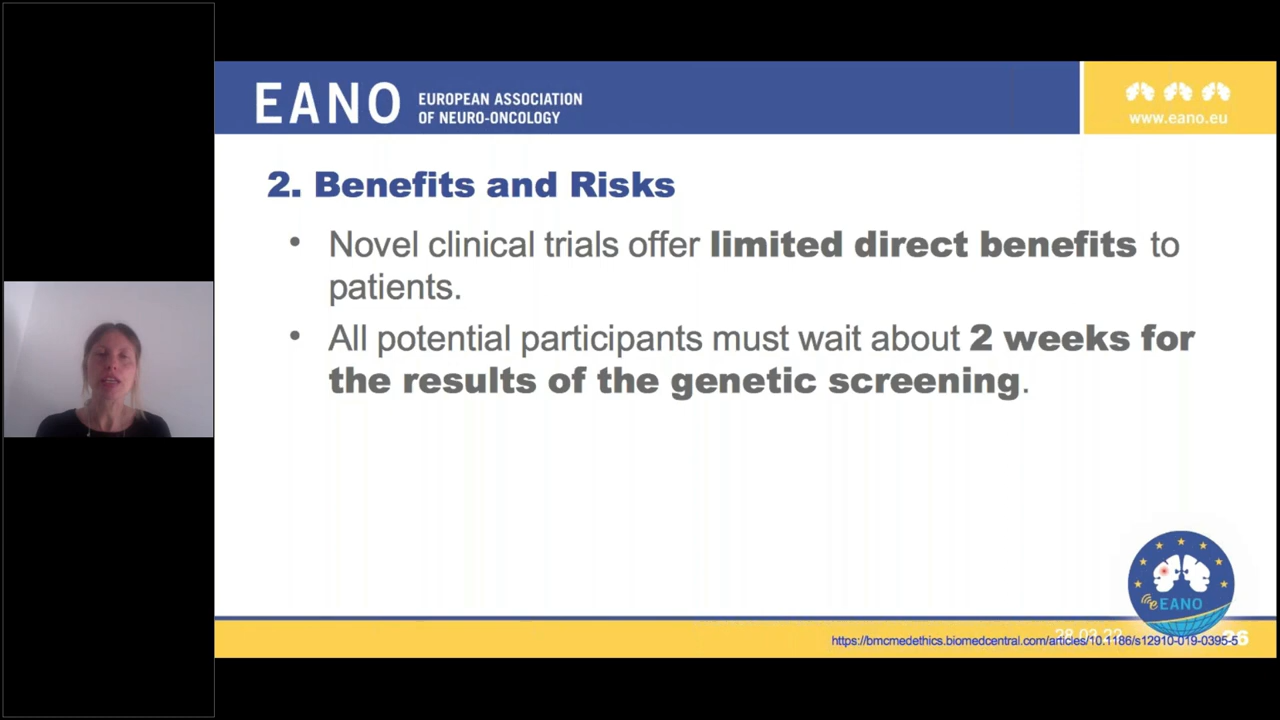 EANO
EUROPEAN ASSOCIATION
OF NEURO-ONCOLOGY
www.eano.eu
2. Benefits and Risks
• Novel clinical trials offer limited direct benefits to
patients.
• All potential participants must wait about 2 weeks for
the results of the genetic screening.
eEANO
https://bmcmedethics.biomedcentral.com/articles/10.1186/s12910-019-0395-5